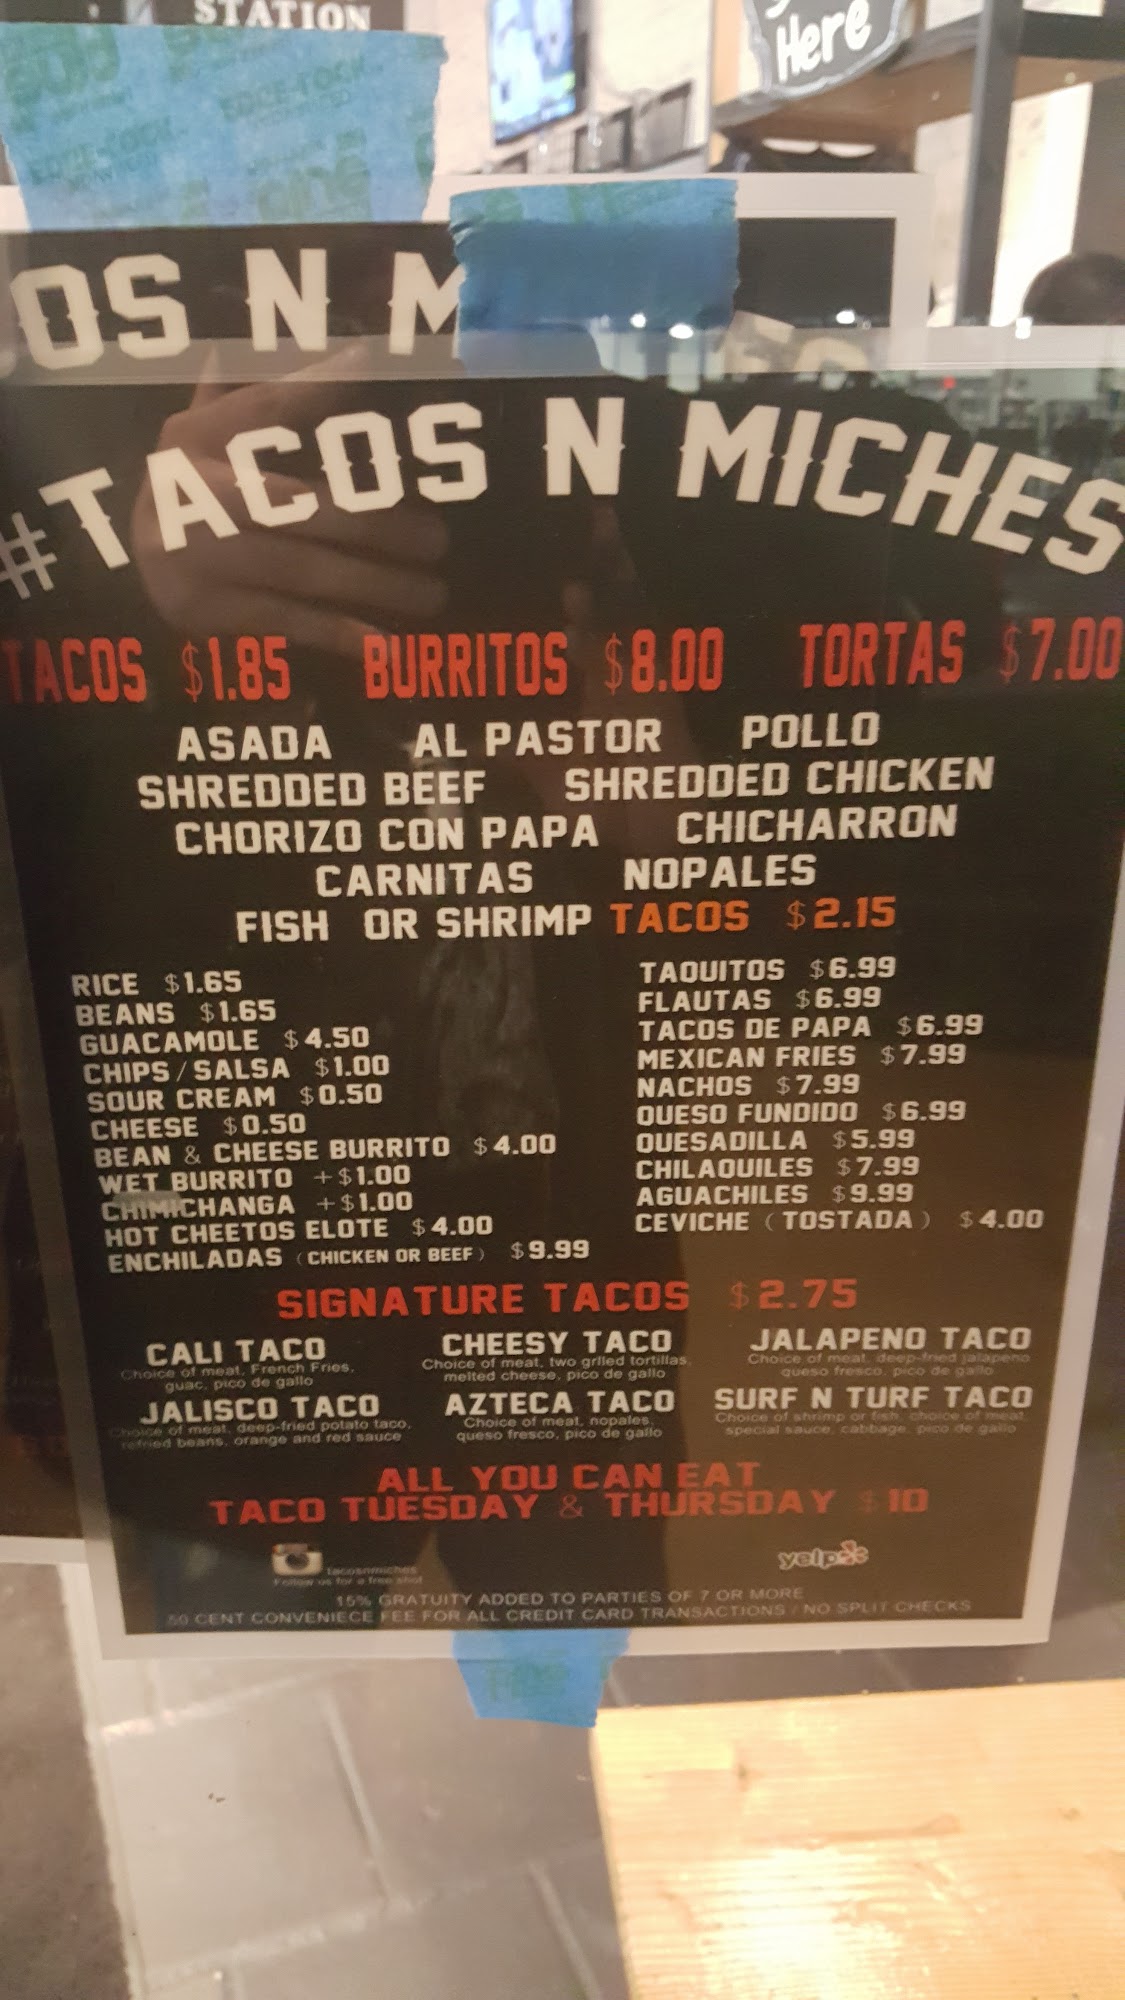 STATION
Here
OS N M
#TACOS N MICHES
TACOS $1.85 BURRITOS $8.00 TORTAS $7.00
ASADA AL PASTOR POLLO
SHREDDED BEEF SHREDDED CHICKEN
CHORIZO CON PAPA CHICHARRON
CARNITAS NOPALES
FISH OR SHRIMP TACOS $2.15
RICE $1.65
BEANS $1.65
GUACAMOLE $4.50
CHIPS / SALSA $1.00
SOUR CREAM $0.50
CHEESE $0.50
BEAN & CHEESE BURRITO $4.00
WET BURRITO +$1.00
CHIMICHANGA +$1.00
HOT CHEETOS ELOTE $4.00
ENCHILADAS (CHICKEN OR BEEF) $9.99
TAQUITOS $6.99
FLAUTAS $6.99
TACOS DE PAPA $6.99
MEXICAN FRIES $7.99
NACHOS $7.99
QUESO FUNDIDO $6.99
QUESADILLA $5.99
CHILAQUILES $7.99
AGUACHILES $9.99
CEVICHE (TOSTADA) $4.00
SIGNATURE TACOS $2.75
CALI TACO
Choice of meat, French Fries,
guac, pico de gallo
CHEESY TACO
Choice of meat, two grlled tortillas,
melted cheese, pico de gallo
JALAPENO TACO
Choice of meat, deep-fried jalapeno
queso fresco, pico de gallo
JALISCO TACO
Choice of meat, deep-fried potato taco,
refried beans, orange and red sauce
AZTECA TACO
Choice of meat, nopales,
queso fresco, pico de gallo
SURF N TURF TACO
Choice of shrimp or fish, choice of meat
special sauce, cabbage, pico de gallo
ALL YOU CAN EAT
TACO TUESDAY & THURSDAY $10
tacosnmiches
Follow us for a free shot
yelp
15% GRATUITY ADDED TO PARTIES OF 7 OR MORE
50 CENT CONVENIECE FEE FOR ALL CREDIT CARD TRANSACTIONS / NO SPLIT CHECKS